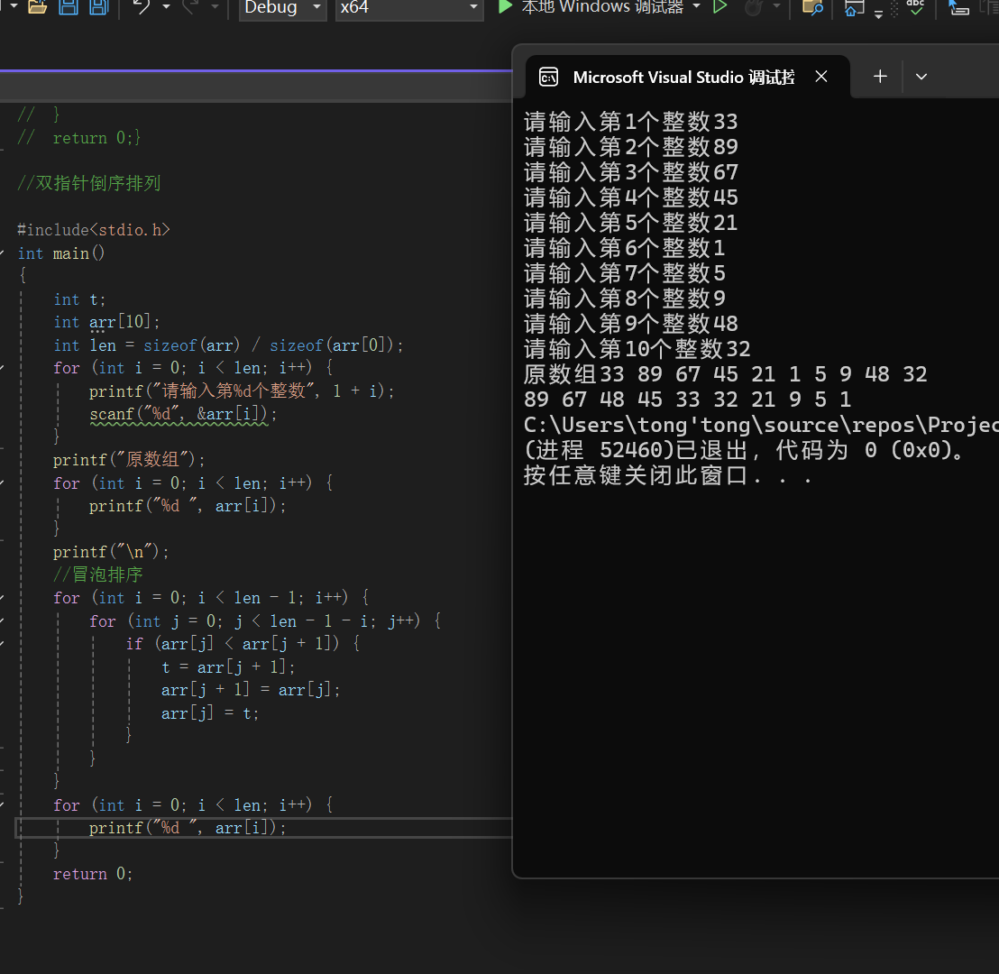 Debug x64 本地 Windows 调试器
//  }
//  return 0;}
//双指针倒序排列
#include<stdio.h>
int main()
{
    int t;
    int arr[10];
    int len = sizeof(arr) / sizeof(arr[0]);
    for (int i = 0; i < len; i++) {
        printf("请输入第%d个整数", 1 + i);
        scanf("%d", &arr[i]);
    }
    printf("原数组");
    for (int i = 0; i < len; i++) {
        printf("%d ", arr[i]);
    }
    printf("\n");
    //冒泡排序
    for (int i = 0; i < len - 1; i++) {
        for (int j = 0; j < len - 1 - i; j++) {
            if (arr[j] < arr[j + 1]) {
                t = arr[j + 1];
                arr[j + 1] = arr[j];
                arr[j] = t;
            }
        }
    }
    for (int i = 0; i < len; i++) {
        printf("%d ", arr[i]);
    }
    return 0;
}
Microsoft Visual Studio 调试
请输入第1个整数33
请输入第2个整数89
请输入第3个整数67
请输入第4个整数45
请输入第5个整数21
请输入第6个整数1
请输入第7个整数5
请输入第8个整数9
请输入第9个整数48
请输入第10个整数32
原数组33 89 67 45 21 1 5 9 48 32
89 67 48 45 33 32 21 9 5 1
C:\Users\tong'tong\source\repos\Projec
(进程 52460)已退出，代码为 0 (0x0)。
按任意键关闭此窗口. . .